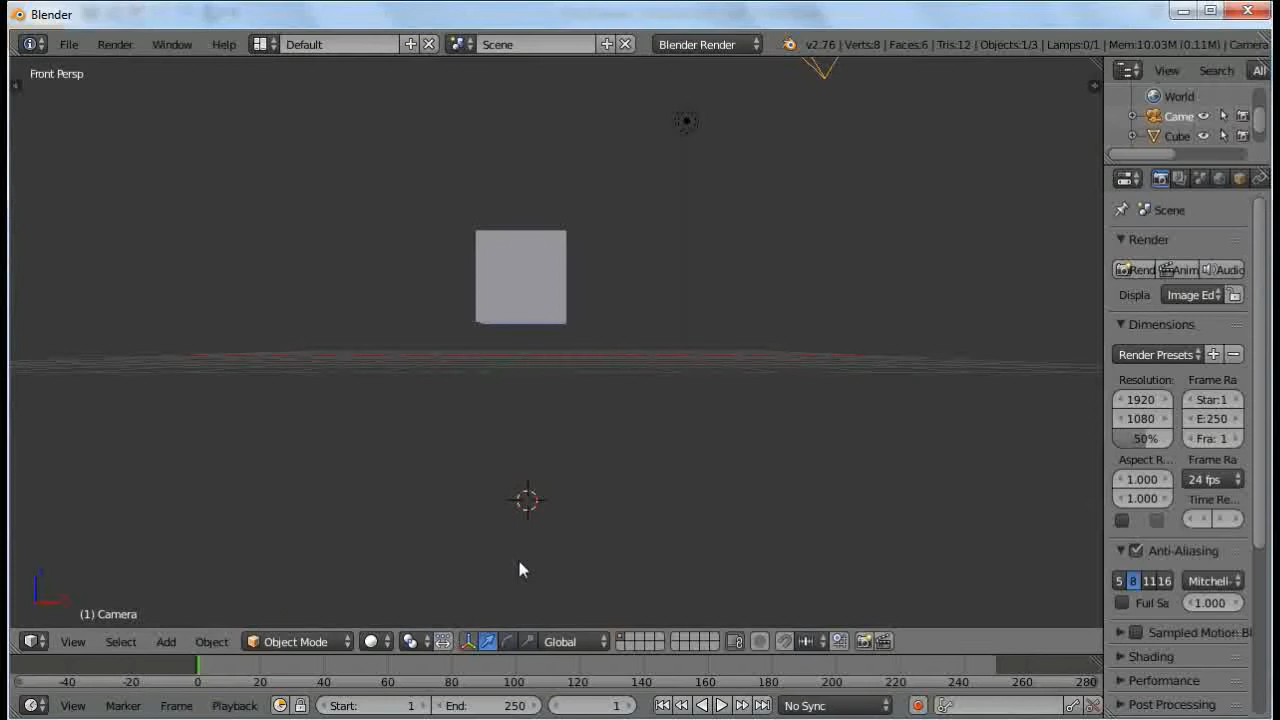 Blender
File Render Window Help Default Scene Blender Render v2.76 | Verts:8 | Faces:6 | Tris:12 | Objects:1/3 | Lamps:0/1 | Mem:10.03M (0.11M) | Camera
Front Persp
View Search All
World
Came
Cube
Scene
Render
Rend Anim Audio
Displa Image Ed
Dimensions
Render Presets
Resolution: Frame Ra
1920 Star:1
1080 E:250
50% Fra: 1
Aspect R... Frame Ra
1.000 24 fps
1.000 Time Re...
Anti-Aliasing
5 8 11 16 Mitchell-
Full Sa 1.000
Sampled Motion Bl
Shading
Performance
Post Processing
(1) Camera
View Select Add Object Object Mode Global
-40 -20 0 20 40 60 80 100 120 140 160 180 200 220 240 260 280
View Marker Frame Playback Start: 1 End: 250 1 No Sync